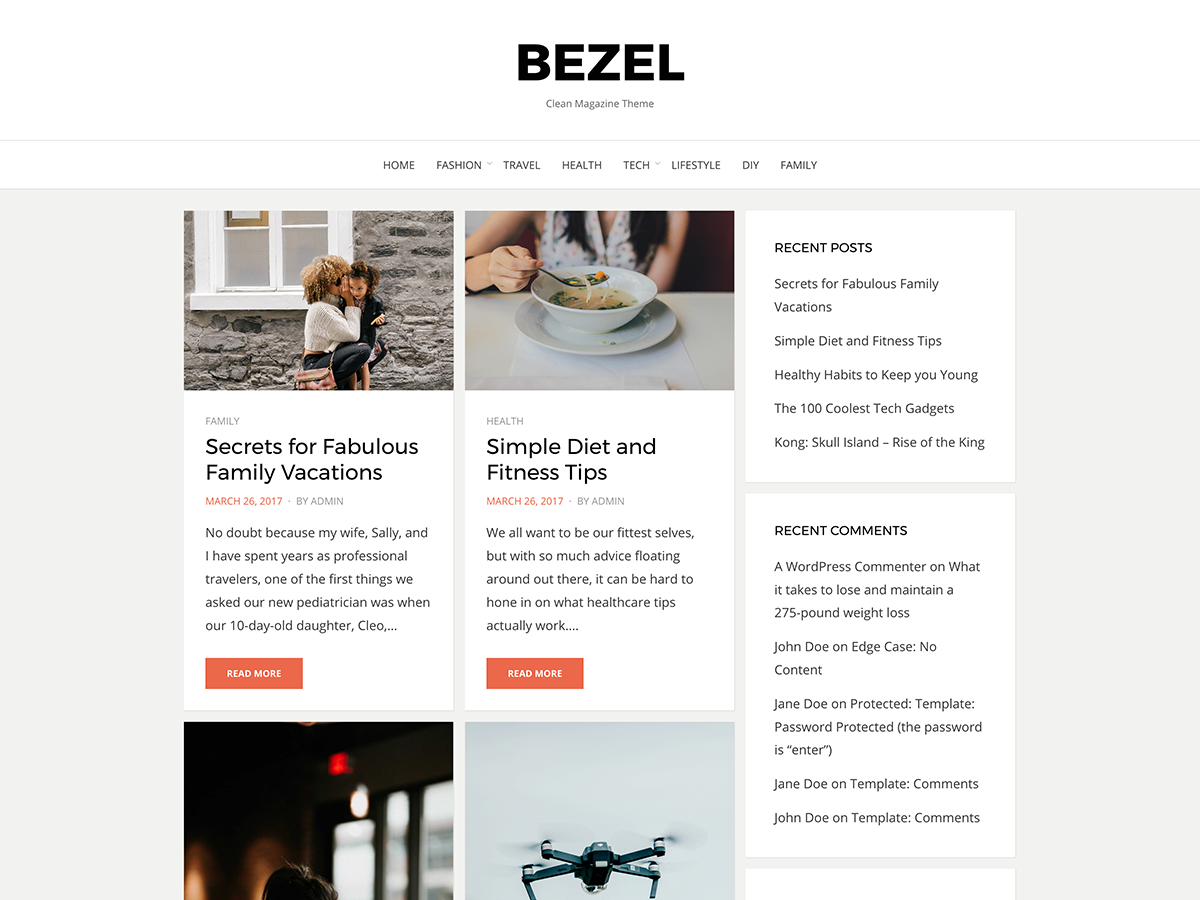 BEZEL
Clean Magazine Theme
HOME FASHION TRAVEL HEALTH TECH LIFESTYLE DIY FAMILY
FAMILY
Secrets for Fabulous
Family Vacations
MARCH 26, 2017 · BY ADMIN
No doubt because my wife, Sally, and
I have spent years as professional
travelers, one of the first things we
asked our new pediatrician was when
our 10-day-old daughter, Cleo,...
READ MORE
HEALTH
Simple Diet and
Fitness Tips
MARCH 26, 2017 · BY ADMIN
We all want to be our fittest selves,
but with so much advice floating
around out there, it can be hard to
hone in on what healthcare tips
actually work....
READ MORE
RECENT POSTS
Secrets for Fabulous Family
Vacations
Simple Diet and Fitness Tips
Healthy Habits to Keep you Young
The 100 Coolest Tech Gadgets
Kong: Skull Island – Rise of the King
RECENT COMMENTS
A WordPress Commenter on What
it takes to lose and maintain a
275-pound weight loss
John Doe on Edge Case: No
Content
Jane Doe on Protected: Template:
Password Protected (the password
is “enter”)
Jane Doe on Template: Comments
John Doe on Template: Comments